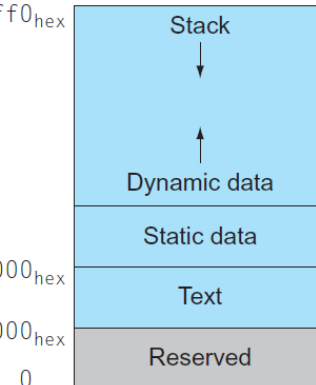 ff0hex
Stack
Dynamic data
Static data
000hex
Text
000hex
Reserved
0